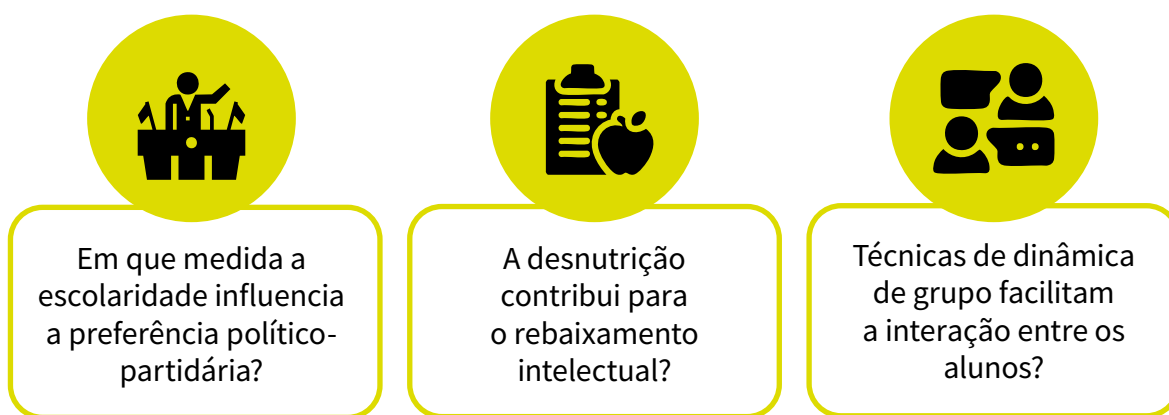 Em que medida a
escolaridade influencia
a preferência político-
partidária?
A desnutrição
contribui para
o rebaixamento
intelectual?
Técnicas de dinâmica
de grupo facilitam
a interação entre os
alunos?